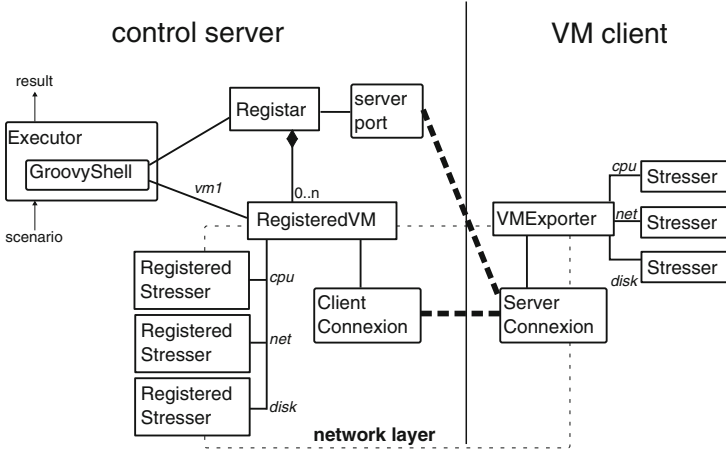 control server
VM client
result
Executor
GroovyShell
scenario
Registar
server
port
vm1
0..n
RegisteredVM
VMExporter
cpu
Stresser
net
Stresser
disk
Stresser
Registered
Stresser
cpu
Registered
Stresser
net
Registered
Stresser
disk
Client
Connexion
Server
Connexion
network layer